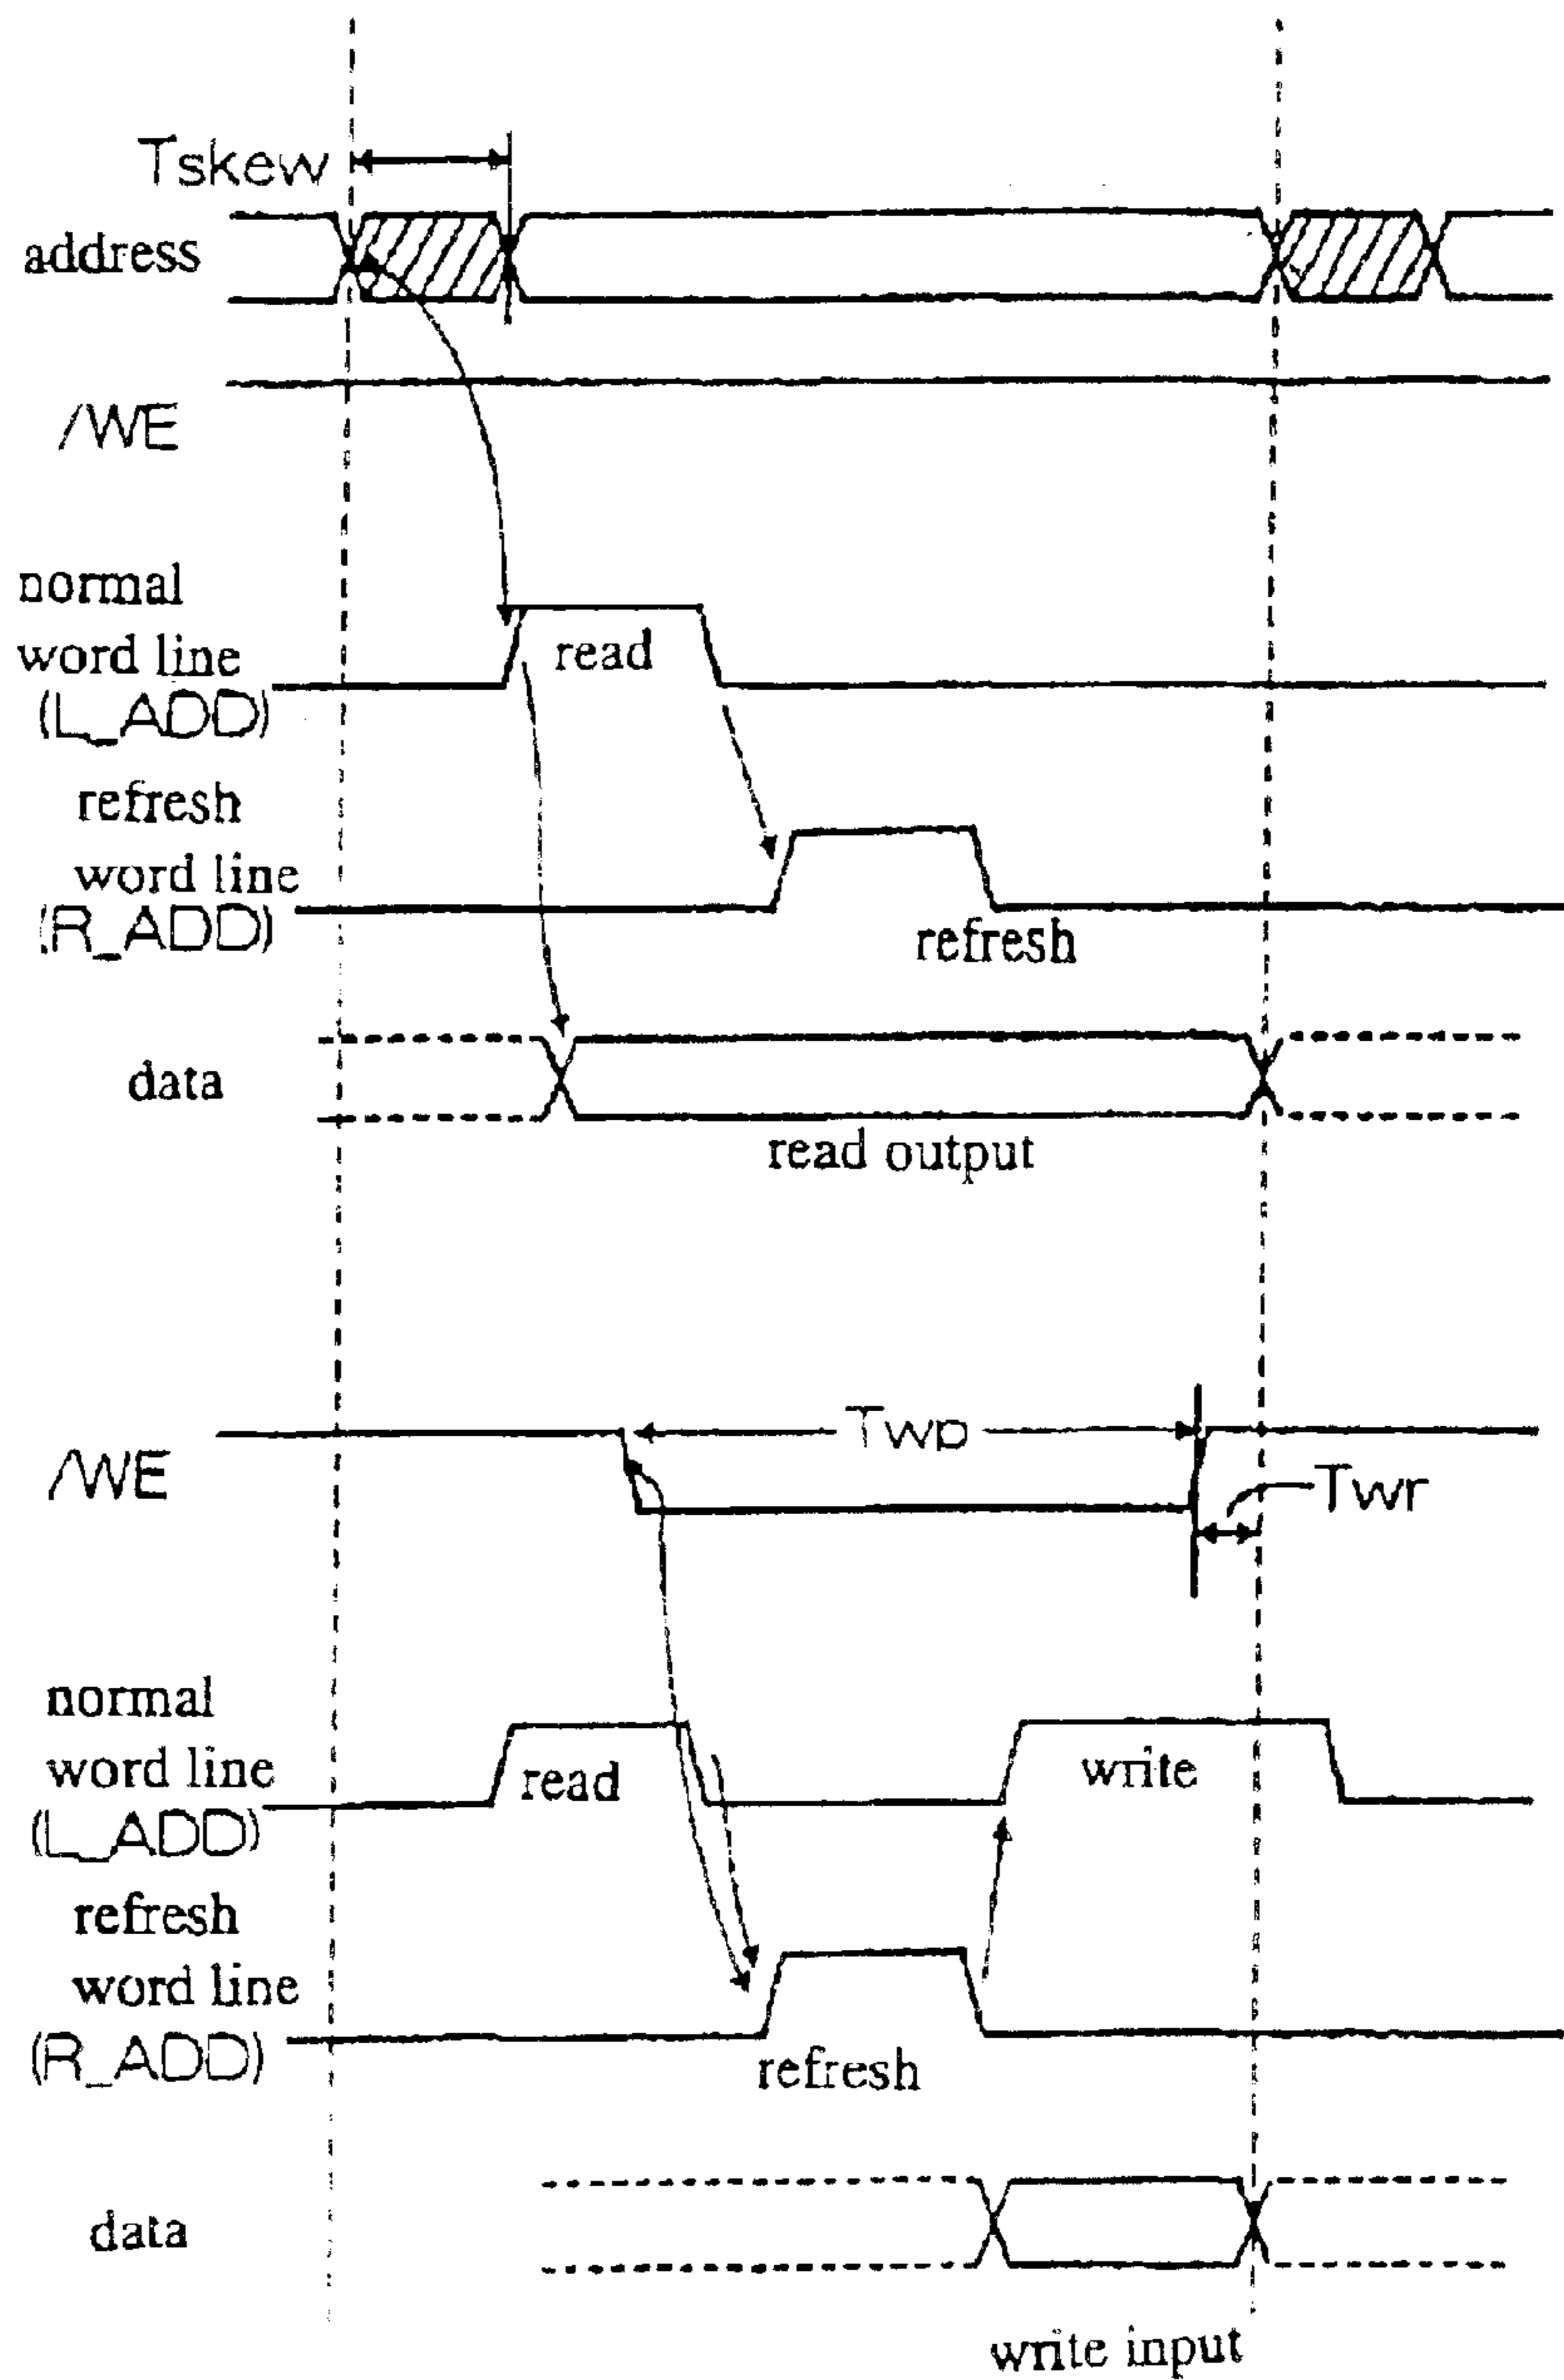 Tskew
address
/WE
normal
word line
(L_ADD)
read
refresh
word line
(R_ADD)
refresh
data
read output
Twp
/WE
Twr
normal
word line
(L_ADD)
read
write
refresh
word line
(R_ADD)
refresh
data
write input